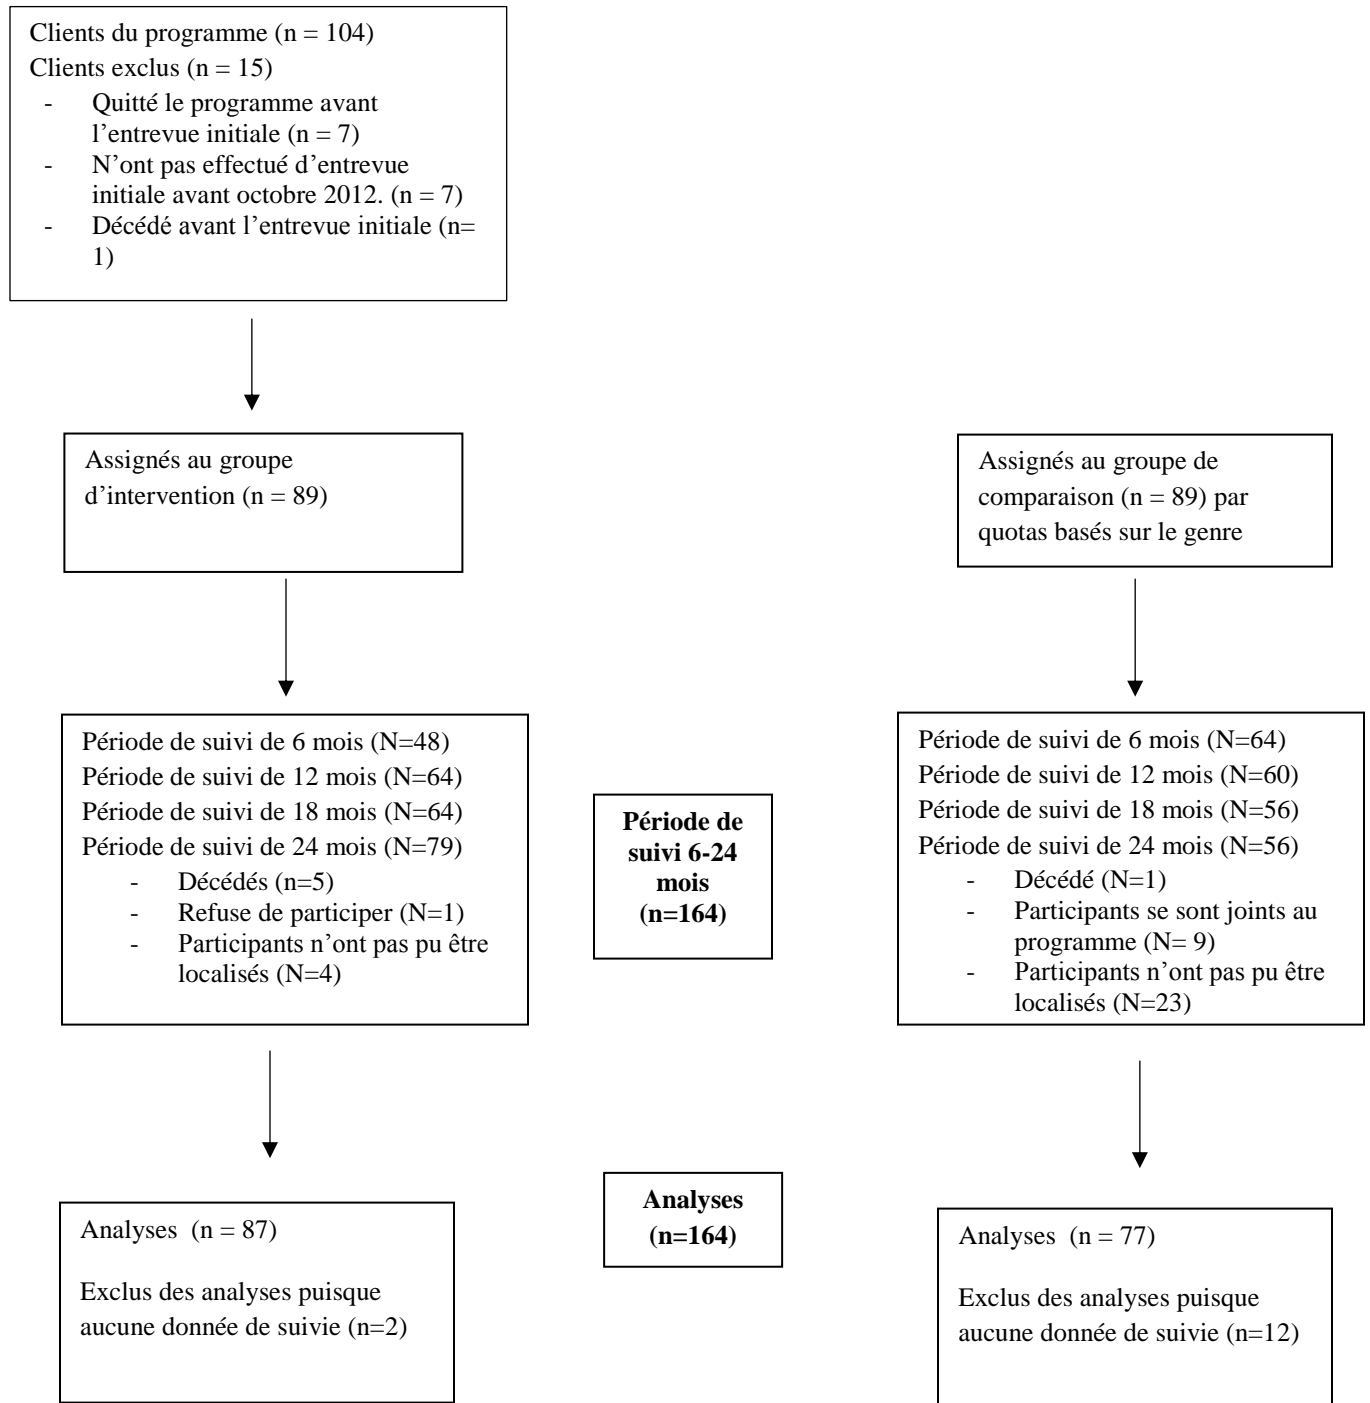 Clients du programme (n = 104)
Clients exclus (n = 15)
- Quitté le programme avant
l’entrevue initiale (n = 7)
- N’ont pas effectué d’entrevue
initiale avant octobre 2012. (n = 7)
- Décédé avant l’entrevue initiale (n=
1)
Assignés au groupe
d’intervention (n = 89)
Assignés au groupe de
comparaison (n = 89) par
quotas basés sur le genre
Période de suivi de 6 mois (N=48)
Période de suivi de 12 mois (N=64)
Période de suivi de 18 mois (N=64)
Période de suivi de 24 mois (N=79)
- Décédés (n=5)
- Refuse de participer (N=1)
- Participants n’ont pas pu être
localisés (N=4)
Période de
suivi 6-24
mois
(n=164)
Période de suivi de 6 mois (N=64)
Période de suivi de 12 mois (N=60)
Période de suivi de 18 mois (N=56)
Période de suivi de 24 mois (N=56)
- Décédé (N=1)
- Participants se sont joints au
programme (N= 9)
- Participants n’ont pas pu être
localisés (N=23)
Analyses (n = 87)
Exclus des analyses puisque
aucune donnée de suivie (n=2)
Analyses
(n=164)
Analyses (n = 77)
Exclus des analyses puisque
aucune donnée de suivie (n=12)